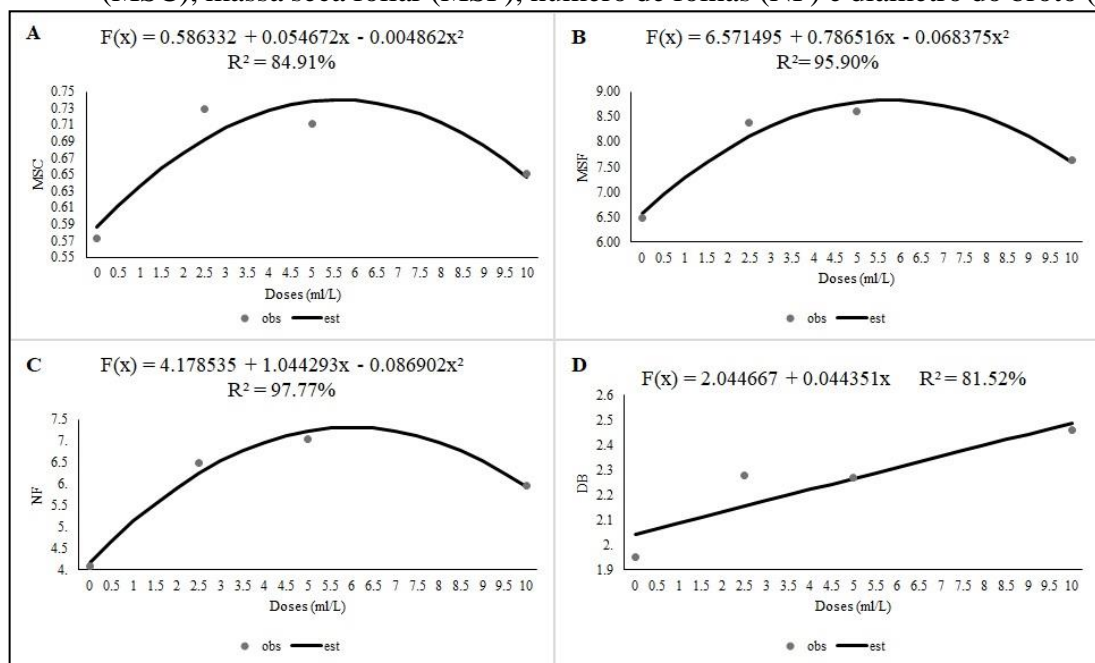 (MSC), massa seca foliar (MSF), número de folhas (NF) e diâmetro do broto (
A
F(x) = 0.586332 + 0.054672x - 0.004862x²
R² = 84.91%
MSC
0.75
0.73
0.71
0.69
0.67
0.65
0.63
0.61
0.59
0.57
0.55
0 0.5 1 1.5 2 2.5 3 3.5 4 4.5 5 5.5 6 6.5 7 7.5 8 8.5 9 9.5 10
Doses (ml/L)
obs est
B
F(x) = 6.571495 + 0.786516x - 0.068375x²
R²= 95.90%
MSF
9.00
8.50
8.00
7.50
7.00
6.50
6.00
0 0.5 1 1.5 2 2.5 3 3.5 4 4.5 5 5.5 6 6.5 7 7.5 8 8.5 9 9.5 10
Doses (ml/L)
obs est
C
F(x) = 4.178535 + 1.044293x - 0.086902x²
R² = 97.77%
NF
7.5
7.
6.5
6.
5.5
5.
4.5
4.
0 0.5 1 1.5 2 2.5 3 3.5 4 4.5 5 5.5 6 6.5 7 7.5 8 8.5 9 9.5 10
Doses (ml/L)
obs est
D
F(x) = 2.044667 + 0.044351x R² = 81.52%
DB
2.6
2.5
2.4
2.3
2.2
2.1
2.
1.9
0 0.5 1 1.5 2 2.5 3 3.5 4 4.5 5 5.5 6 6.5 7 7.5 8 8.5 9 9.5 10
Doses (ml/L)
obs est